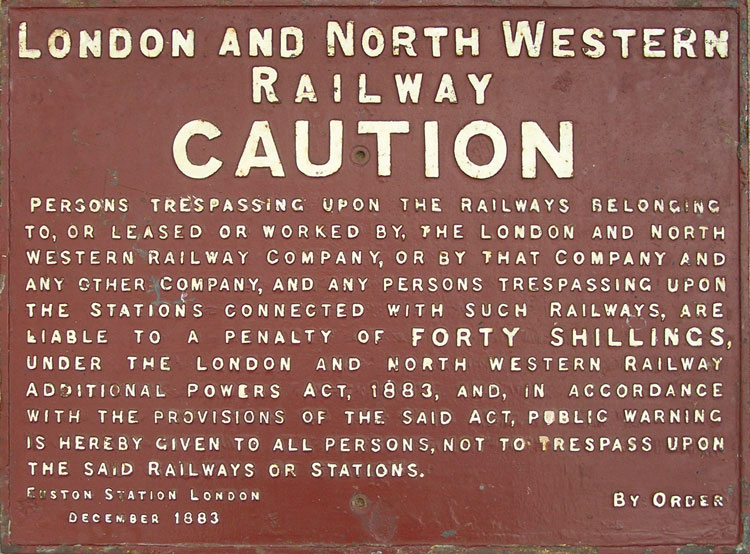 LONDON AND NORTH WESTERN
RAILWAY
CAUTION
PERSONS TRESPASSING UPON THE RAILWAYS BELONGING
TO, OR LEASED OR WORKED BY, THE LONDON AND NORTH
WESTERN RAILWAY COMPANY, OR BY THAT COMPANY AND
ANY OTHER COMPANY, AND ANY PERSONS TRESPASSING UPON
THE STATIONS CONNECTED WITH SUCH RAILWAYS, ARE
LIABLE TO A PENALTY OF FORTY SHILLINGS,
UNDER THE LONDON AND NORTH WESTERN RAILWAY
ADDITIONAL POWERS ACT, 1883, AND, IN ACCORDANCE
WITH THE PROVISIONS OF THE SAID ACT, PUBLIC WARNING
IS HEREBY GIVEN TO ALL PERSONS, NOT TO TRESPASS UPON
THE SAID RAILWAYS OR STATIONS.
EUSTON STATION LONDON
DECEMBER 1883
BY ORDER